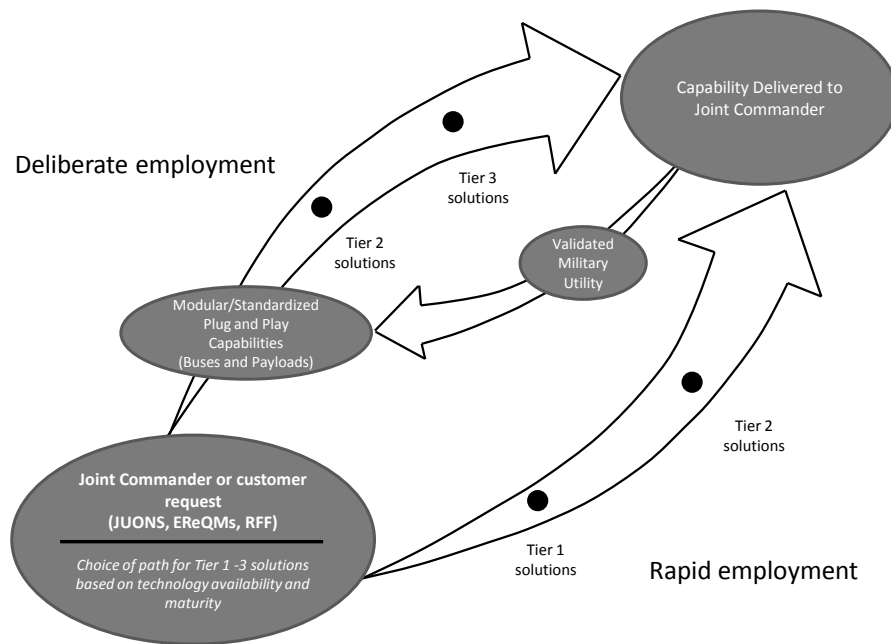 Capability Delivered to
Joint Commander
Deliberate employment
Tier 3
solutions
Tier 2
solutions
Validated
Military
Utility
Modular/Standardized
Plug and Play
Capabilities
(Buses and Payloads)
Tier 2
solutions
Joint Commander or customer
request
(JUONS, EReQMs, RFF)
Choice of path for Tier 1 -3 solutions
based on technology availability and
maturity
Tier 1
solutions
Rapid employment